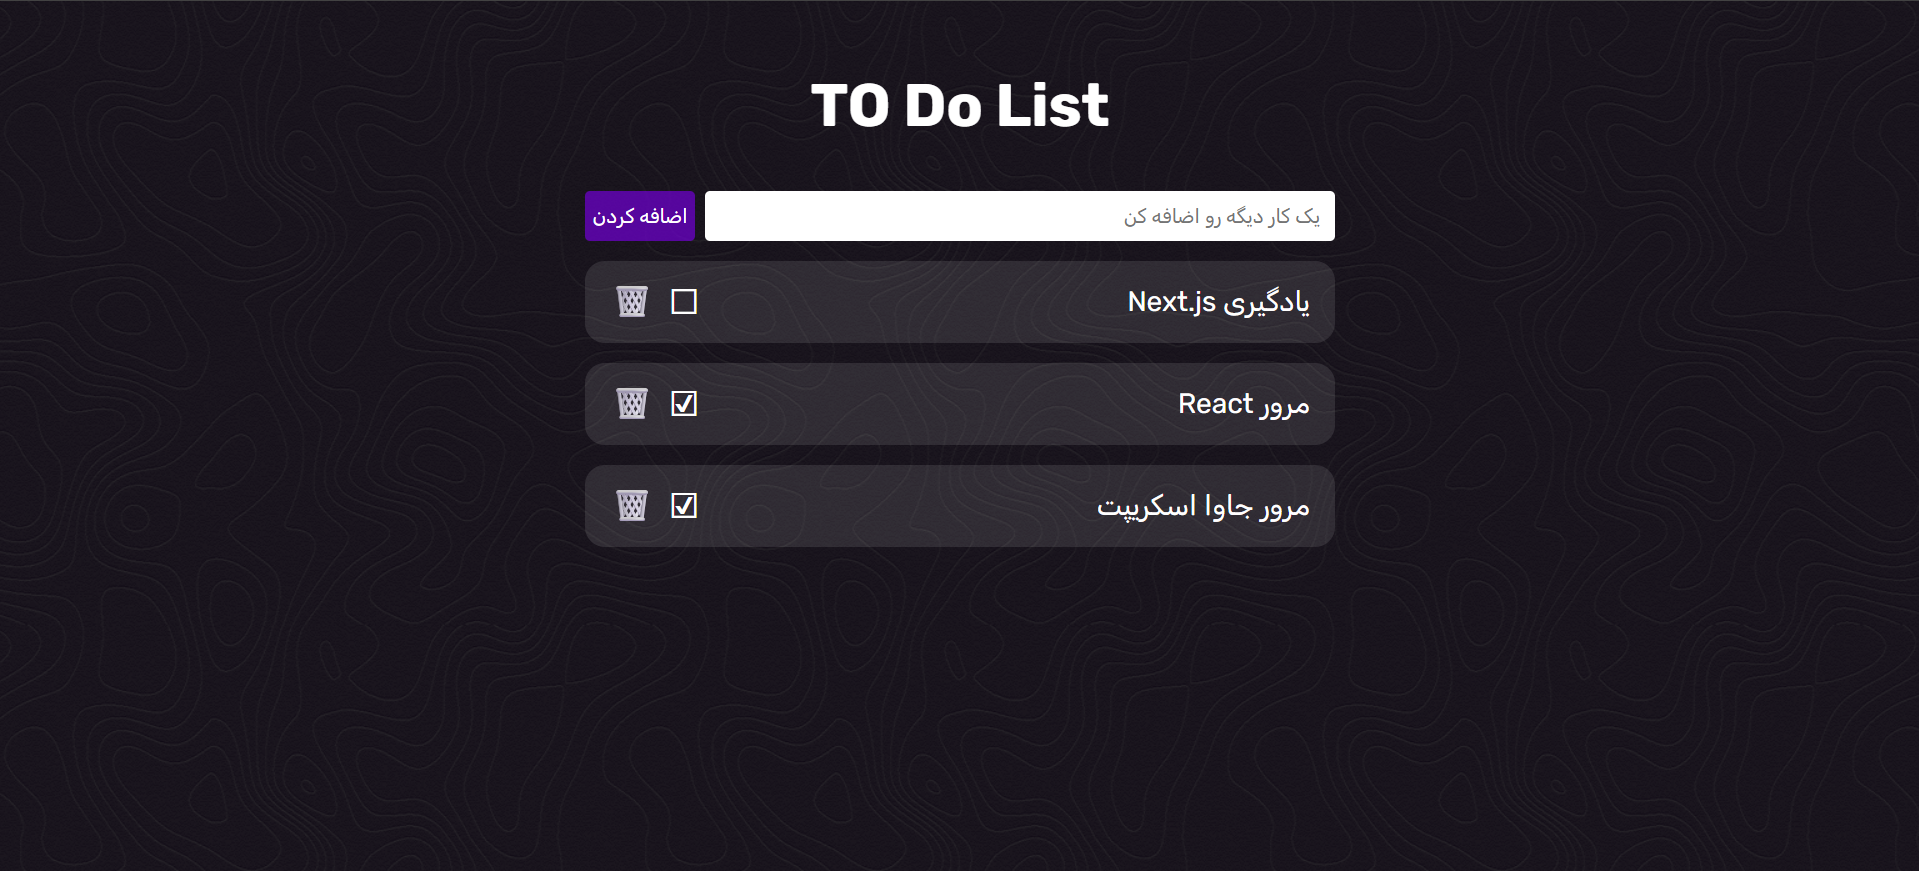 TO Do List
یک کار دیگه رو اضافه کن
اضافه کردن
یادگیری Next.js
مرور React
مرور جاوا اسکریپت